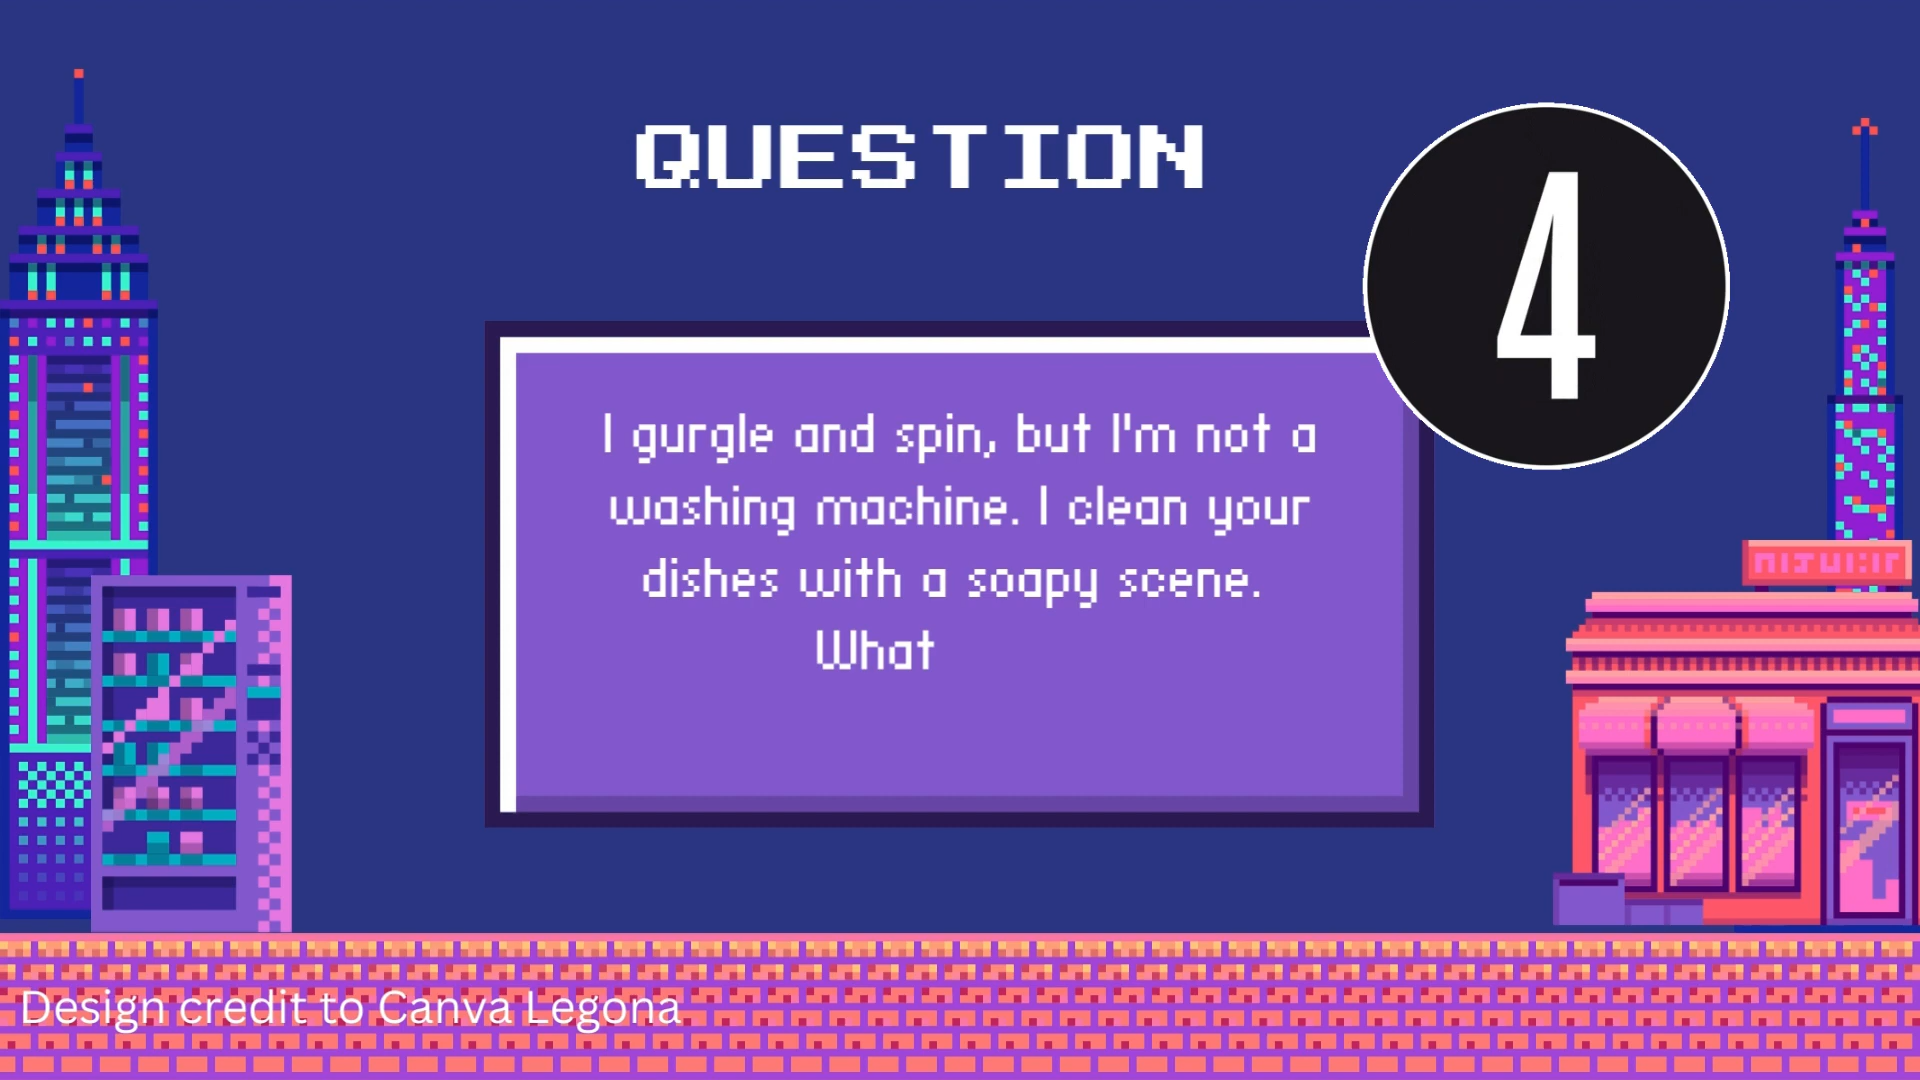 QUESTION
4
I gurgle and spin, but I'm not a
washing machine. I clean your
dishes with a soapy scene.
What
Design credit to Canva Legona